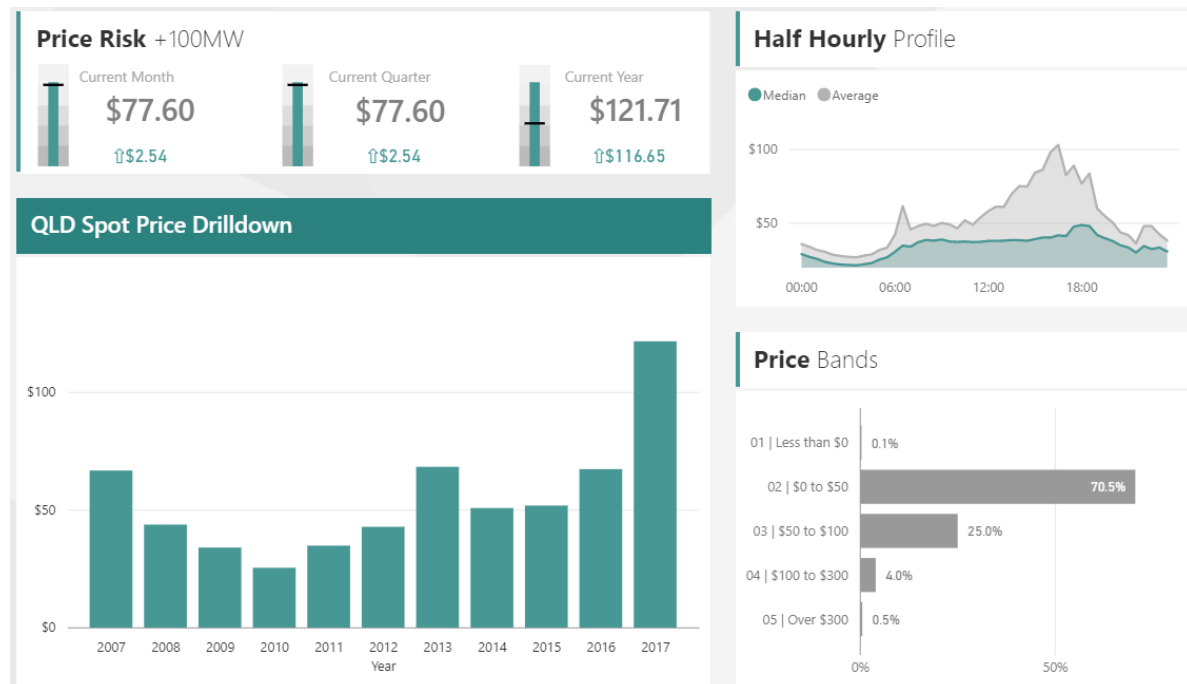 Price Risk +100MW
Current Month
$77.60
⇧$2.54
Current Quarter
$77.60
⇧$2.54
Current Year
$121.71
⇧$116.65
QLD Spot Price Drilldown
$100
$50
$0
2007 2008 2009 2010 2011 2012 2013 2014 2015 2016 2017
Year
Half Hourly Profile
Median Average
$100
$50
00:00 06:00 12:00 18:00
Price Bands
01 | Less than $0 0.1%
02 | $0 to $50 70.5%
03 | $50 to $100 25.0%
04 | $100 to $300 4.0%
05 | Over $300 0.5%
0% 50%